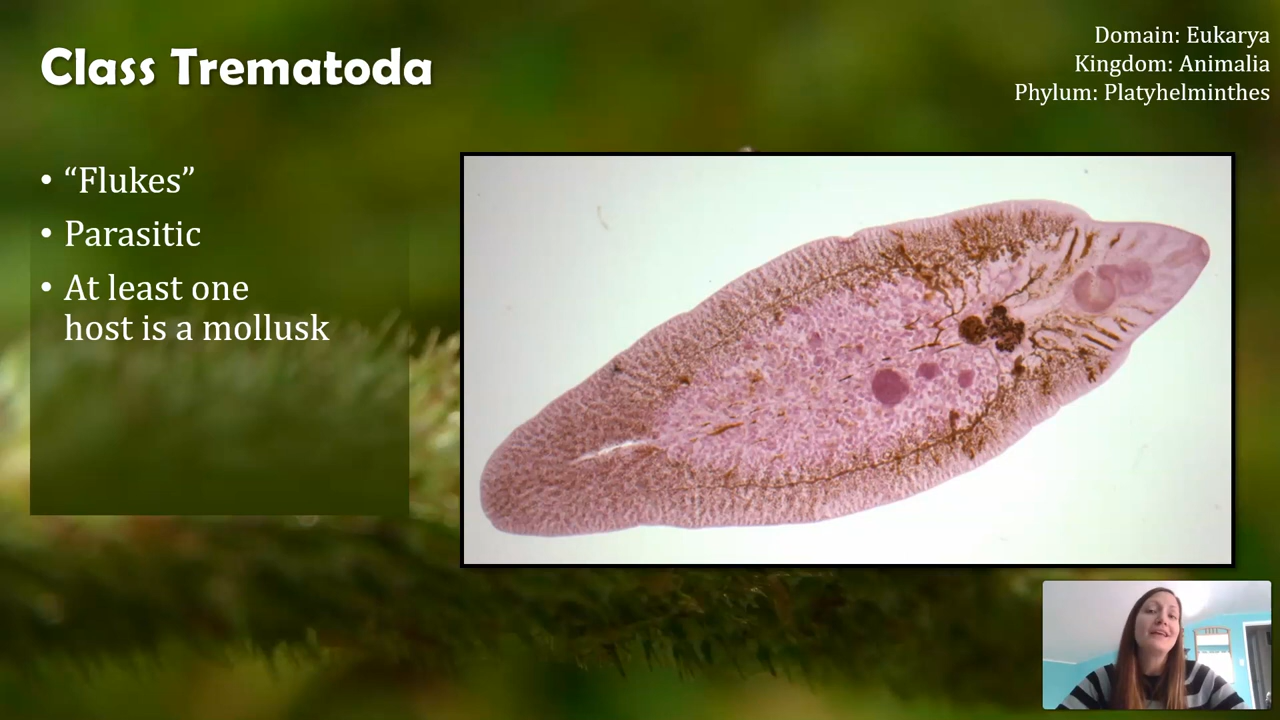 Class Trematoda
Domain: Eukarya
Kingdom: Animalia
Phylum: Platyhelminthes
• “Flukes”
• Parasitic
• At least one
host is a mollusk